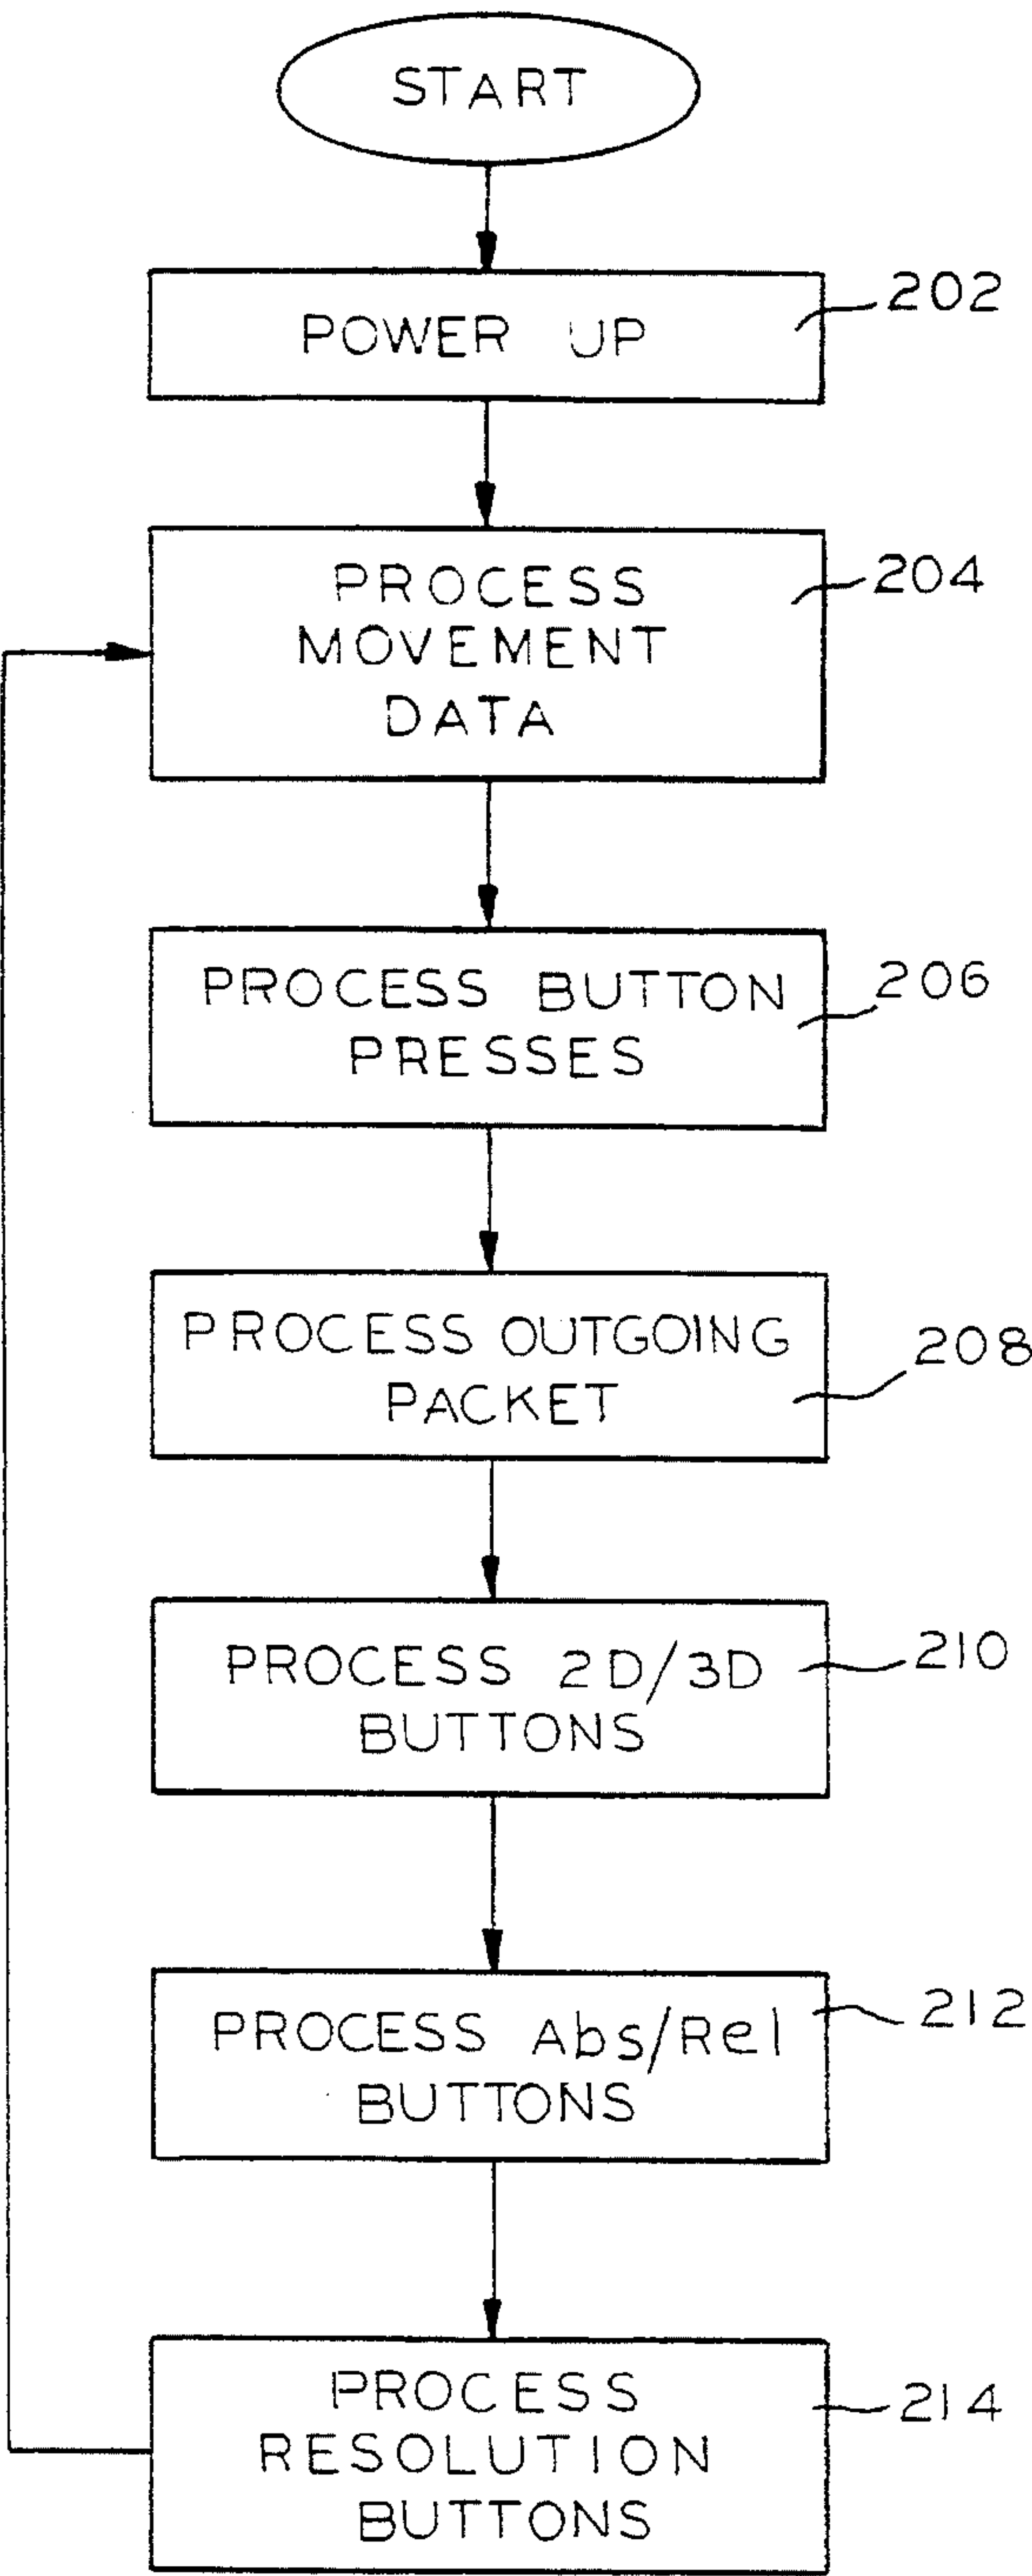 START
POWER UP
202
PROCESS
MOVEMENT
DATA
204
PROCESS BUTTON
PRESSES
206
PROCESS OUTGOING
PACKET
208
PROCESS 2D/3D
BUTTONS
210
PROCESS Abs/Rel
BUTTONS
212
PROCESS
RESOLUTION
BUTTONS
214